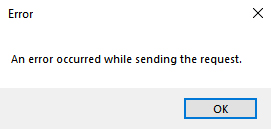 Error
An error occurred while sending the request.
OK